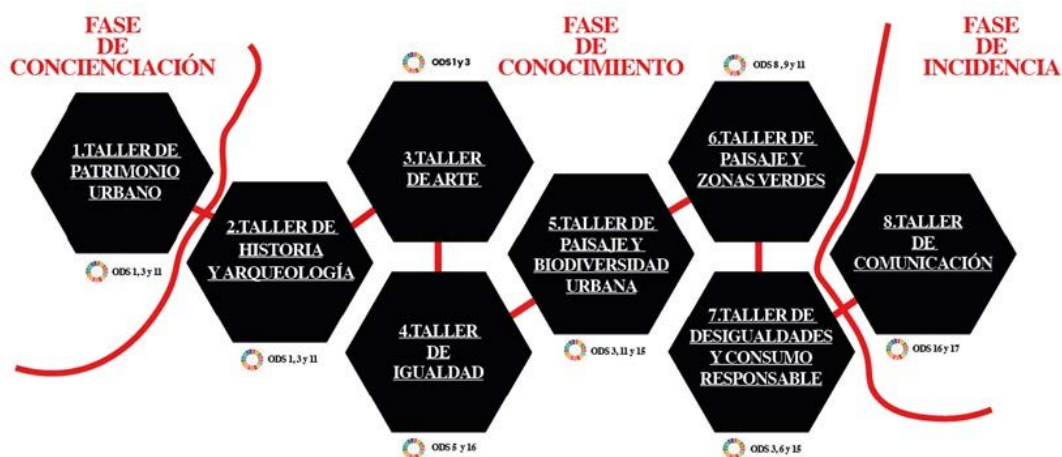 FASE
DE
CONCIENCIACIÓN
FASE
DE
CONOCIMIENTO
FASE
DE
INCIDENCIA
1.TALLER DE
PATRIMONIO
URBANO
ODS 1, 3 y 11
2.TALLER DE
HISTORIA
Y ARQUEOLOGÍA
ODS 1, 3 y 11
ODS 1 y 3
3.TALLER
DE ARTE
4.TALLER
DE
IGUALDAD
ODS 5 y 16
5.TALLER DE
PAISAJE Y
BIODIVERSIDAD
URBANA
ODS 3, 11 y 15
ODS 8, 9 y 11
6.TALLER DE
PAISAJE Y
ZONAS VERDES
7.TALLER DE
DESIGUALDADES
Y CONSUMO
RESPONSABLE
ODS 3, 6 y 15
8.TALLER
DE
COMUNICACIÓN
ODS 16 y 17